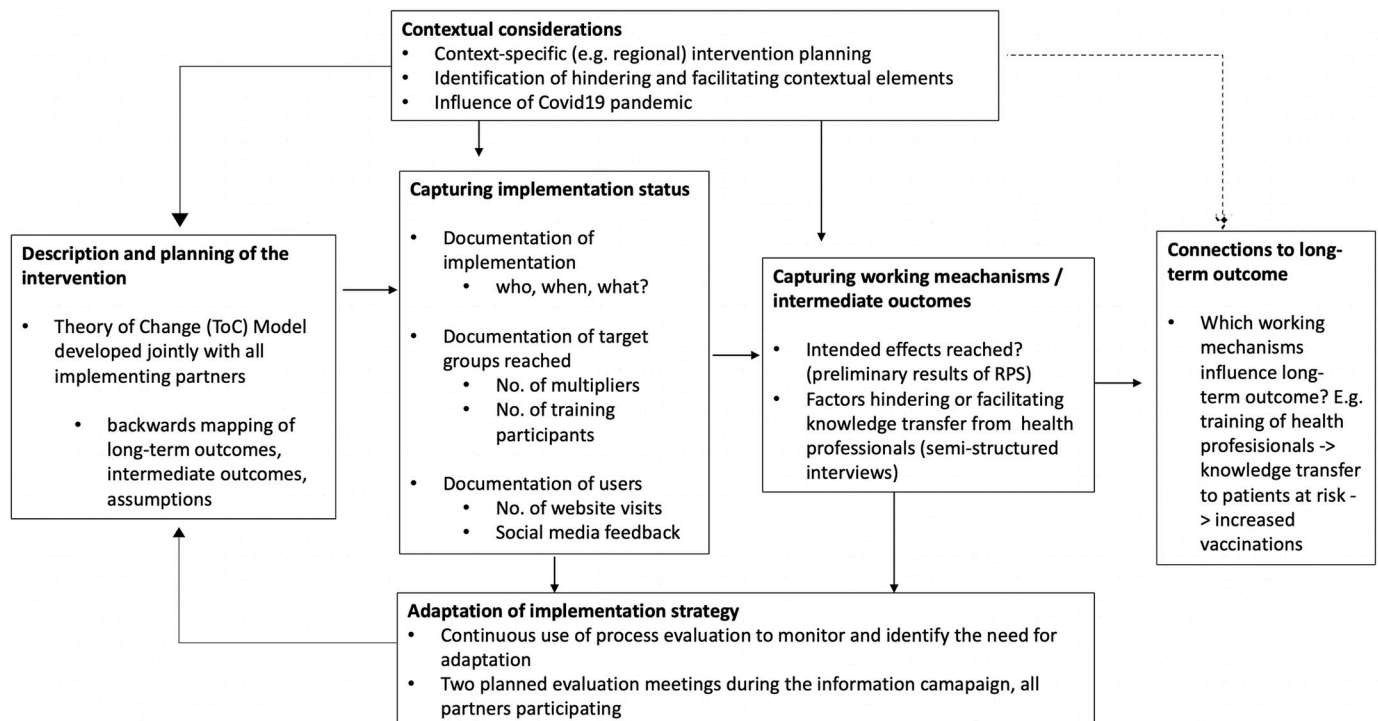 Contextual considerations
• Context-specific (e.g. regional) intervention planning
• Identification of hindering and facilitating contextual elements
• Influence of Covid19 pandemic
Description and planning of the
intervention
• Theory of Change (ToC) Model
developed jointly with all
implementing partners
• backwards mapping of
long-term outcomes,
intermediate outcomes,
assumptions
Capturing implementation status
• Documentation of
implementation
• who, when, what?
• Documentation of target
groups reached
• No. of multipliers
• No. of training
participants
• Documentation of users
• No. of website visits
• Social media feedback
Capturing working meachanisms /
intermediate ouctomes
• Intended effects reached?
(preliminary results of RPS)
• Factors hindering or facilitating
knowledge transfer from health
professionals (semi-structured
interviews)
Connections to long-
term outcome
• Which working
mechanisms
influence long-
term outcome? E.g.
training of health
profesisionals ->
knowledge transfer
to patients at risk -
> increased
vaccinations
Adaptation of implementation strategy
• Continuous use of process evaluation to monitor and identify the need for
adaptation
• Two planned evaluation meetings during the information camapaign, all
partners participating